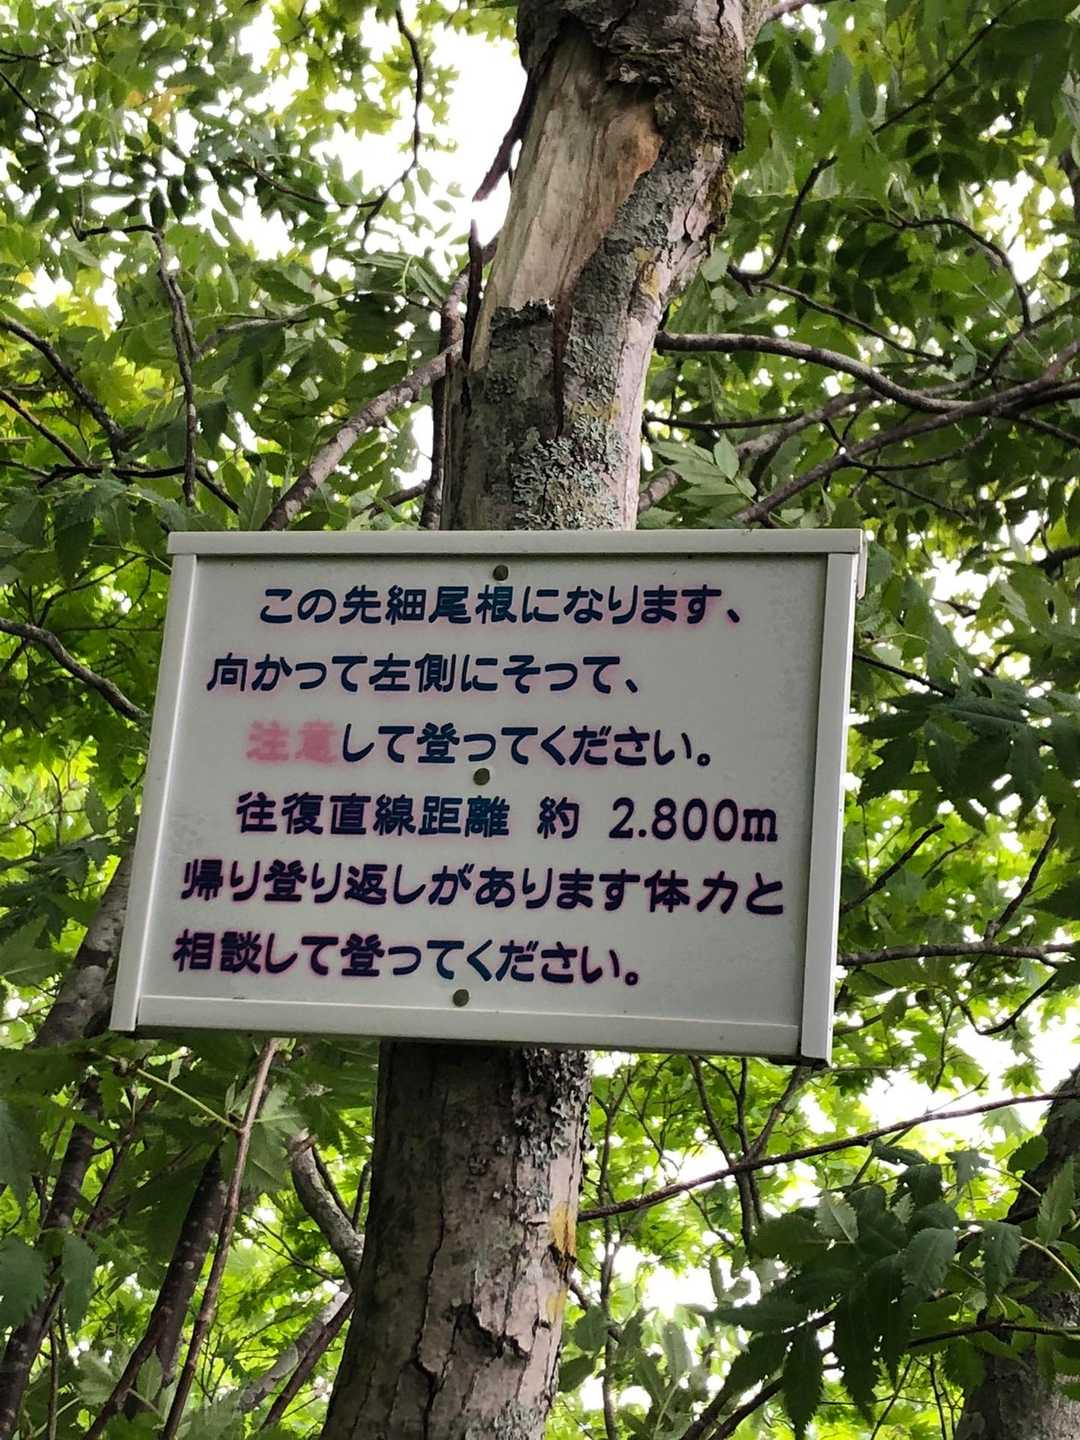 この先細尾根になります、
向かって左側にそって、
注意して登ってください。
往復直線距離 約 2.800m
帰り登り返しがあります体力と
相談して登ってください。